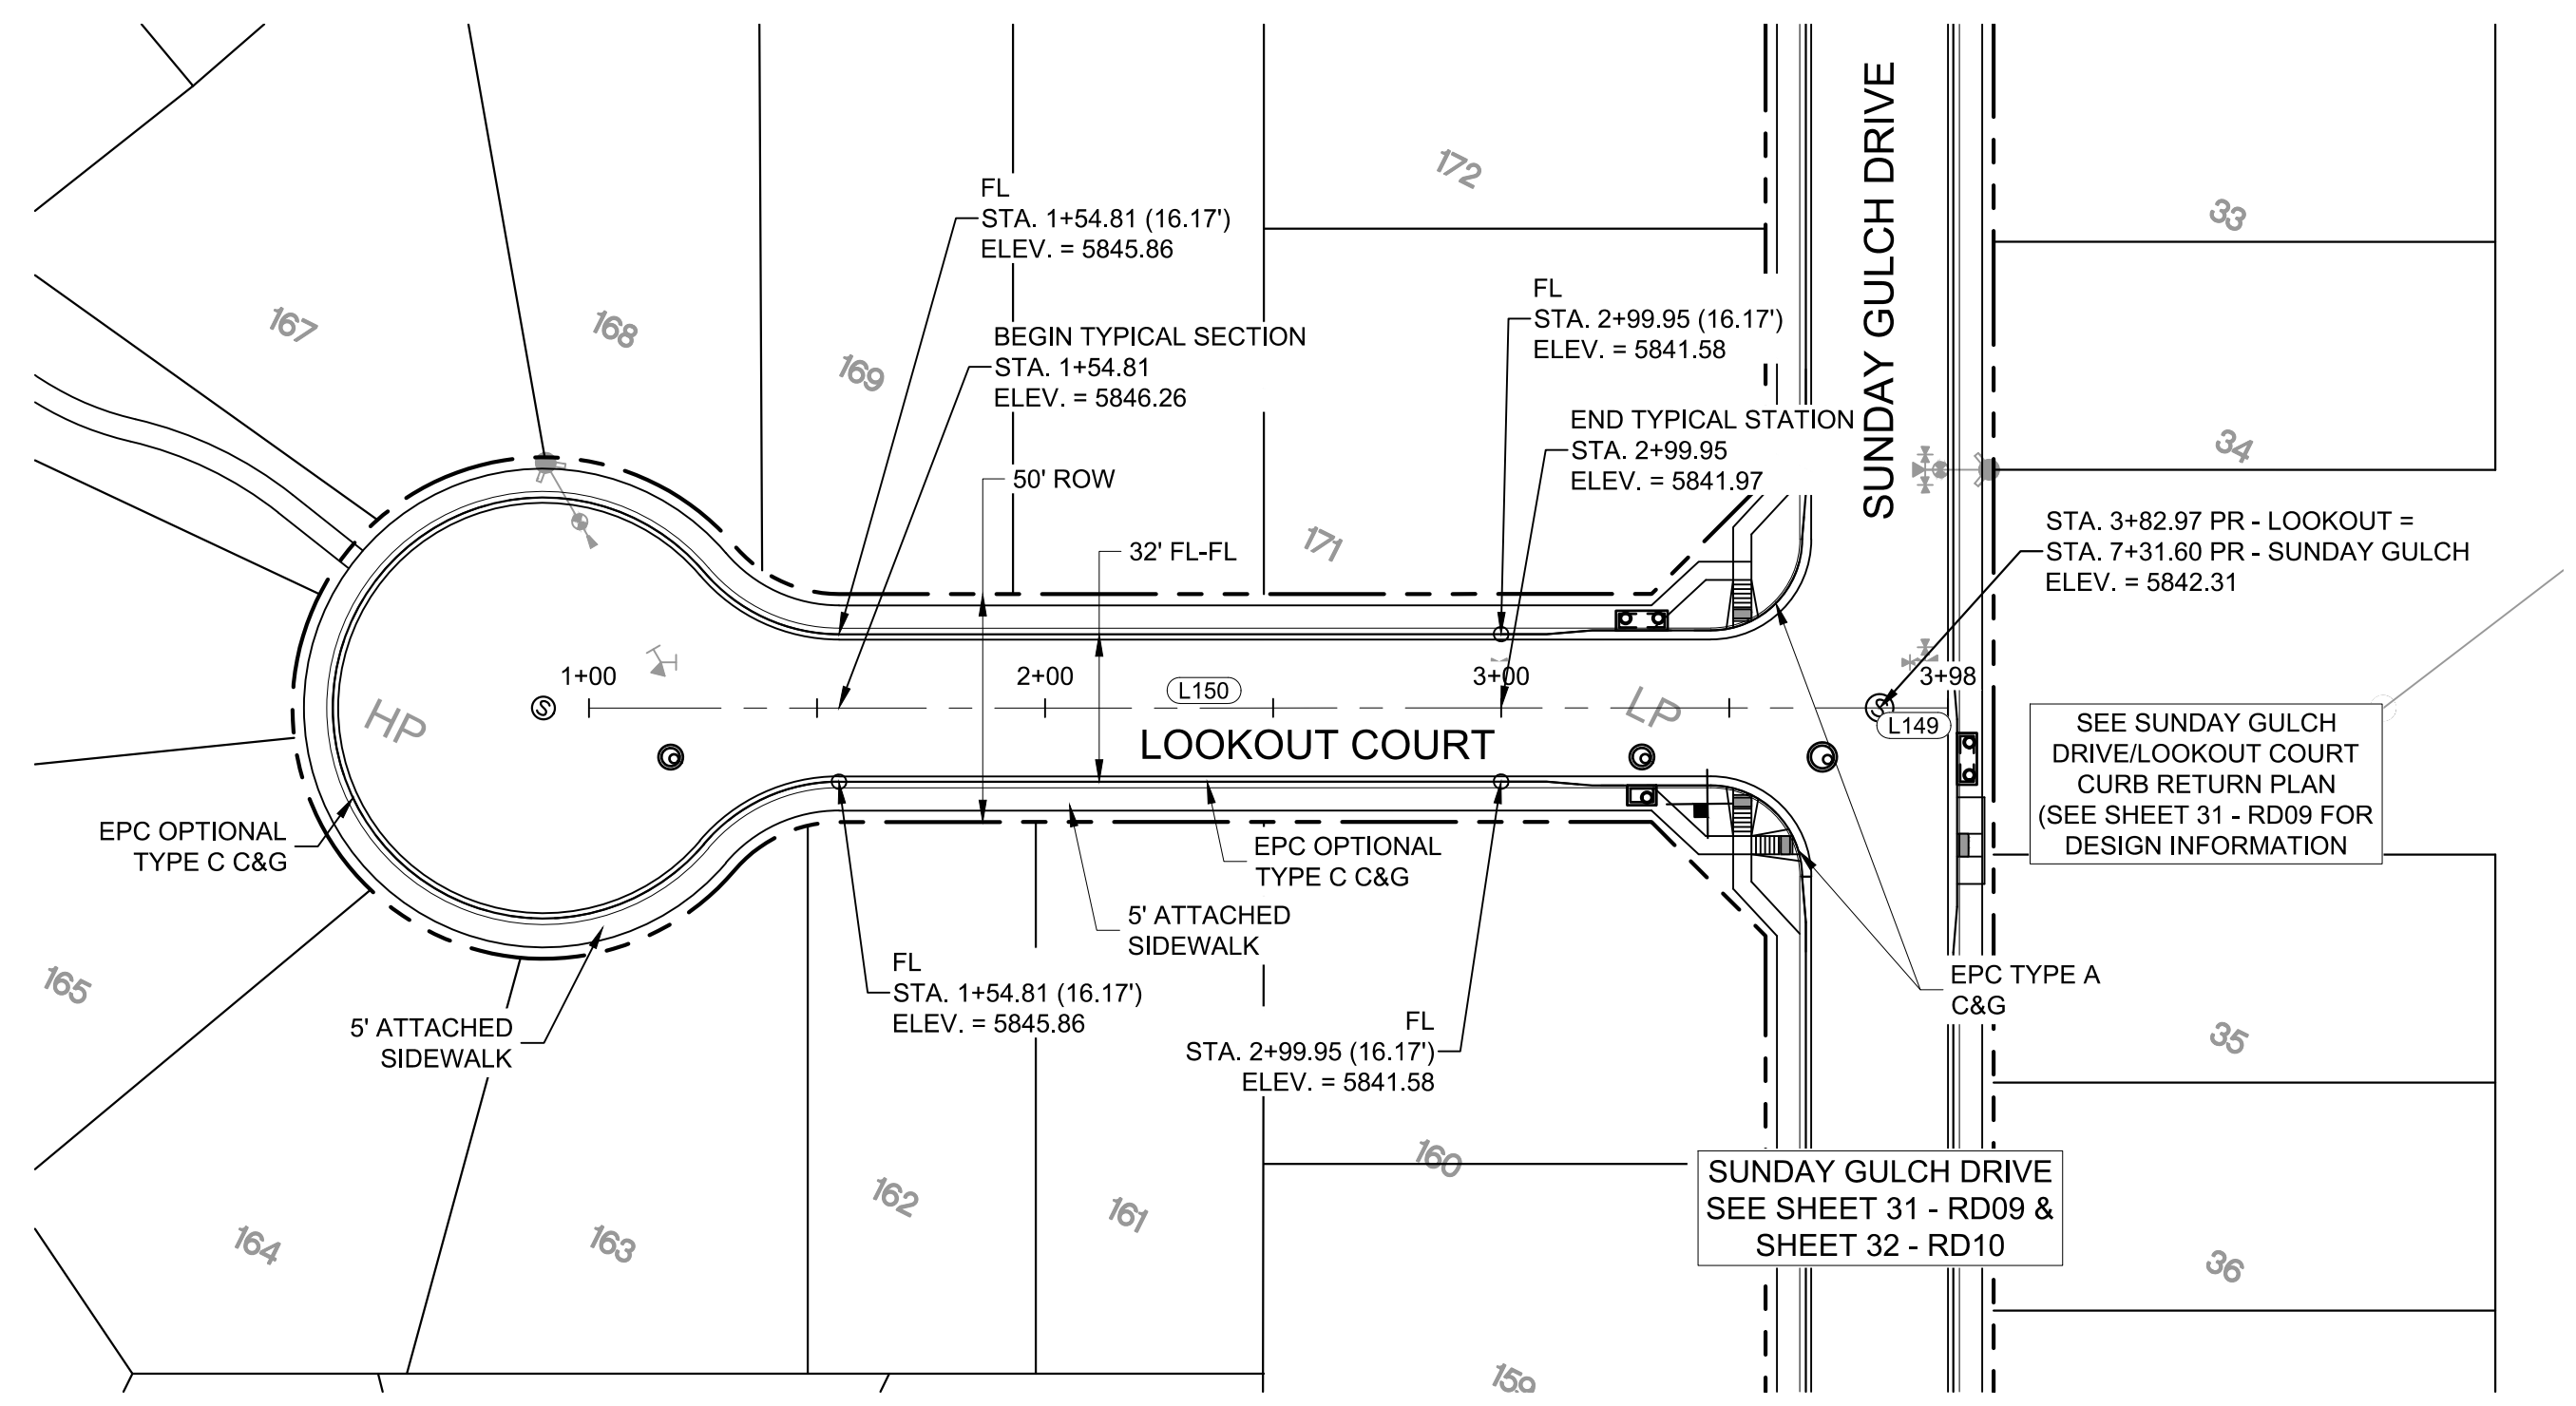 SUNDAY GULCH DRIVE
172
33
FL
STA. 1+54.81 (16.17')
ELEV. = 5845.86
FL
STA. 2+99.95 (16.17')
ELEV. = 5841.58
167
168
169
BEGIN TYPICAL SECTION
STA. 1+54.81
ELEV. = 5846.26
END TYPICAL STATION
STA. 2+99.95
ELEV. = 5841.97
34
50' ROW
32' FL-FL
171
STA. 3+82.97 PR - LOOKOUT =
STA. 7+31.60 PR - SUNDAY GULCH
ELEV. = 5842.31
1+00
2+00
3+00
3+98
L150
L149
S
S
HP
LP
LOOKOUT COURT
SEE SUNDAY GULCH
DRIVE/LOOKOUT COURT
CURB RETURN PLAN
(SEE SHEET 31 - RD09 FOR
DESIGN INFORMATION
EPC OPTIONAL
TYPE C C&G
EPC OPTIONAL
TYPE C C&G
5' ATTACHED
SIDEWALK
165
FL
STA. 1+54.81 (16.17')
ELEV. = 5845.86
EPC TYPE A
C&G
5' ATTACHED
SIDEWALK
FL
STA. 2+99.95 (16.17')
ELEV. = 5841.58
35
160
SUNDAY GULCH DRIVE
SEE SHEET 31 - RD09 &
SHEET 32 - RD10
164
163
162
161
36
159